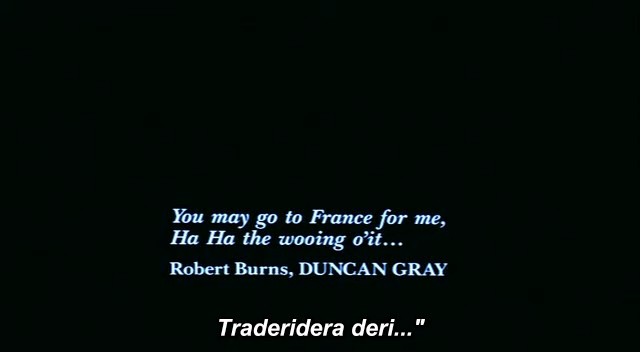 You may go to France for me,
Ha Ha the wooing o'it...
Robert Burns, DUNCAN GRAY
Traderidera deri..."